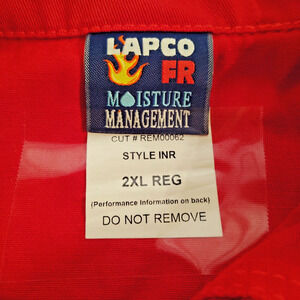 LAPCO
FR
MOISTURE
MANAGEMENT
CUT # REM00062
STYLE INR
2XL REG
(Performance Information on back)
DO NOT REMOVE